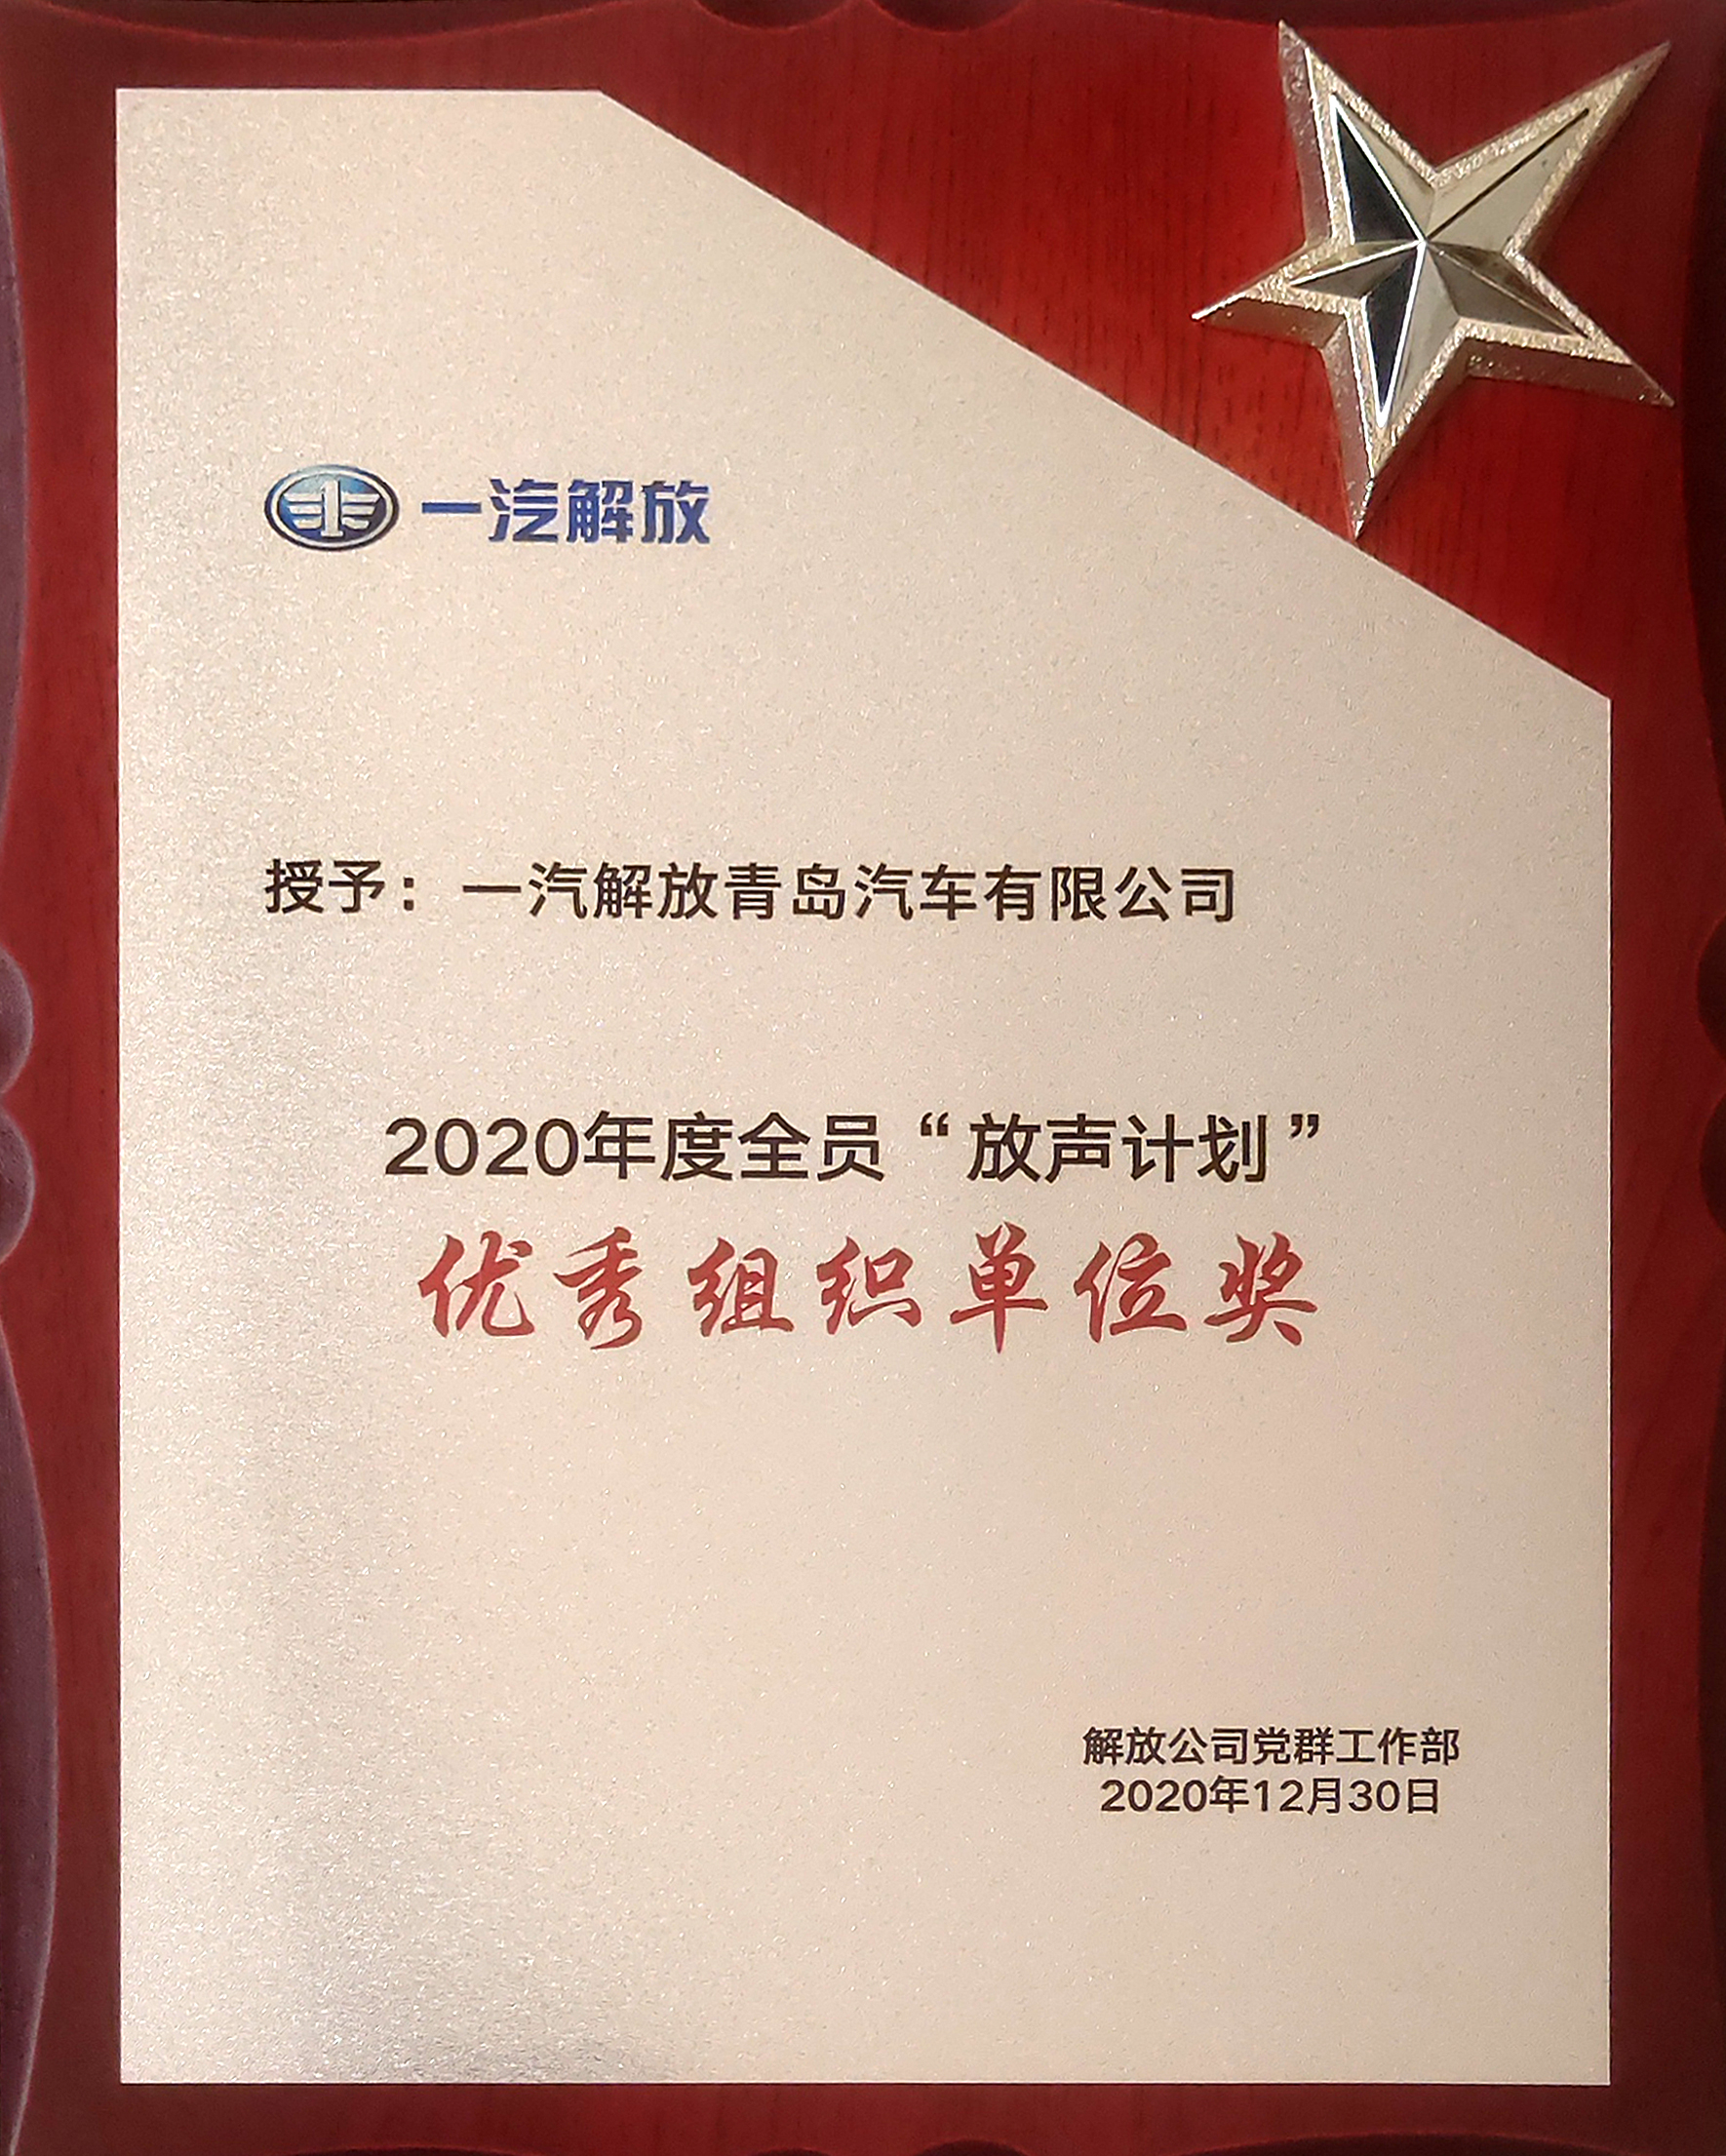 一汽解放
授予：一汽解放青岛汽车有限公司
2020年度全员“放声计划”
优秀组织单位奖
解放公司党群工作部
2020年12月30日